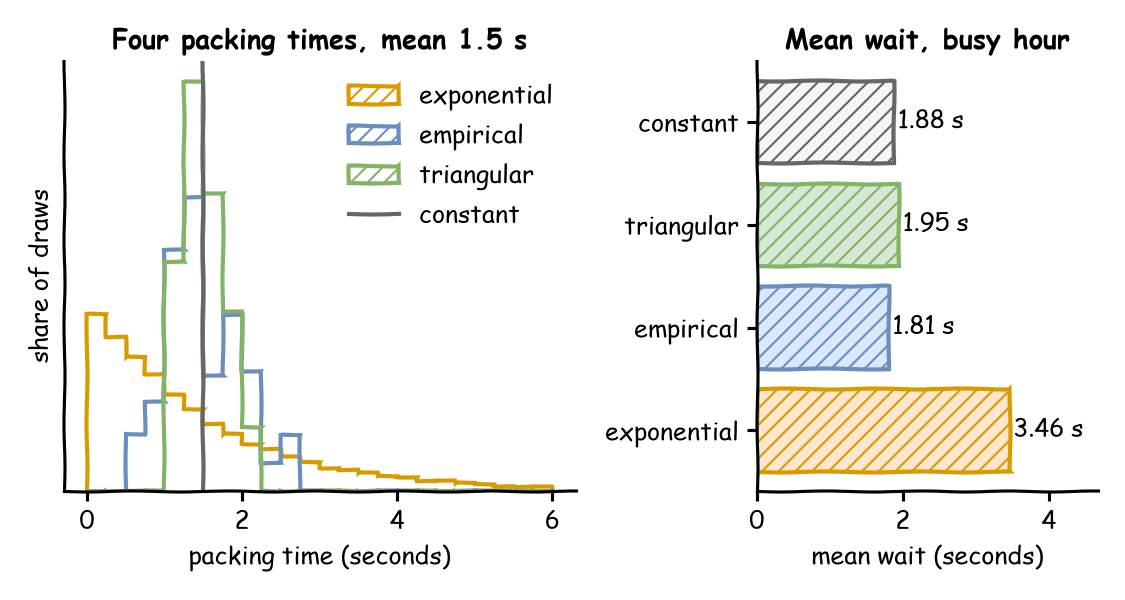 Four packing times, mean 1.5 s
share of draws
exponential
empirical
triangular
constant
0
2
4
6
packing time (seconds)
Mean wait, busy hour
constant
1.88 s
triangular
1.95 s
empirical
1.81 s
exponential
3.46 s
0
2
4
mean wait (seconds)